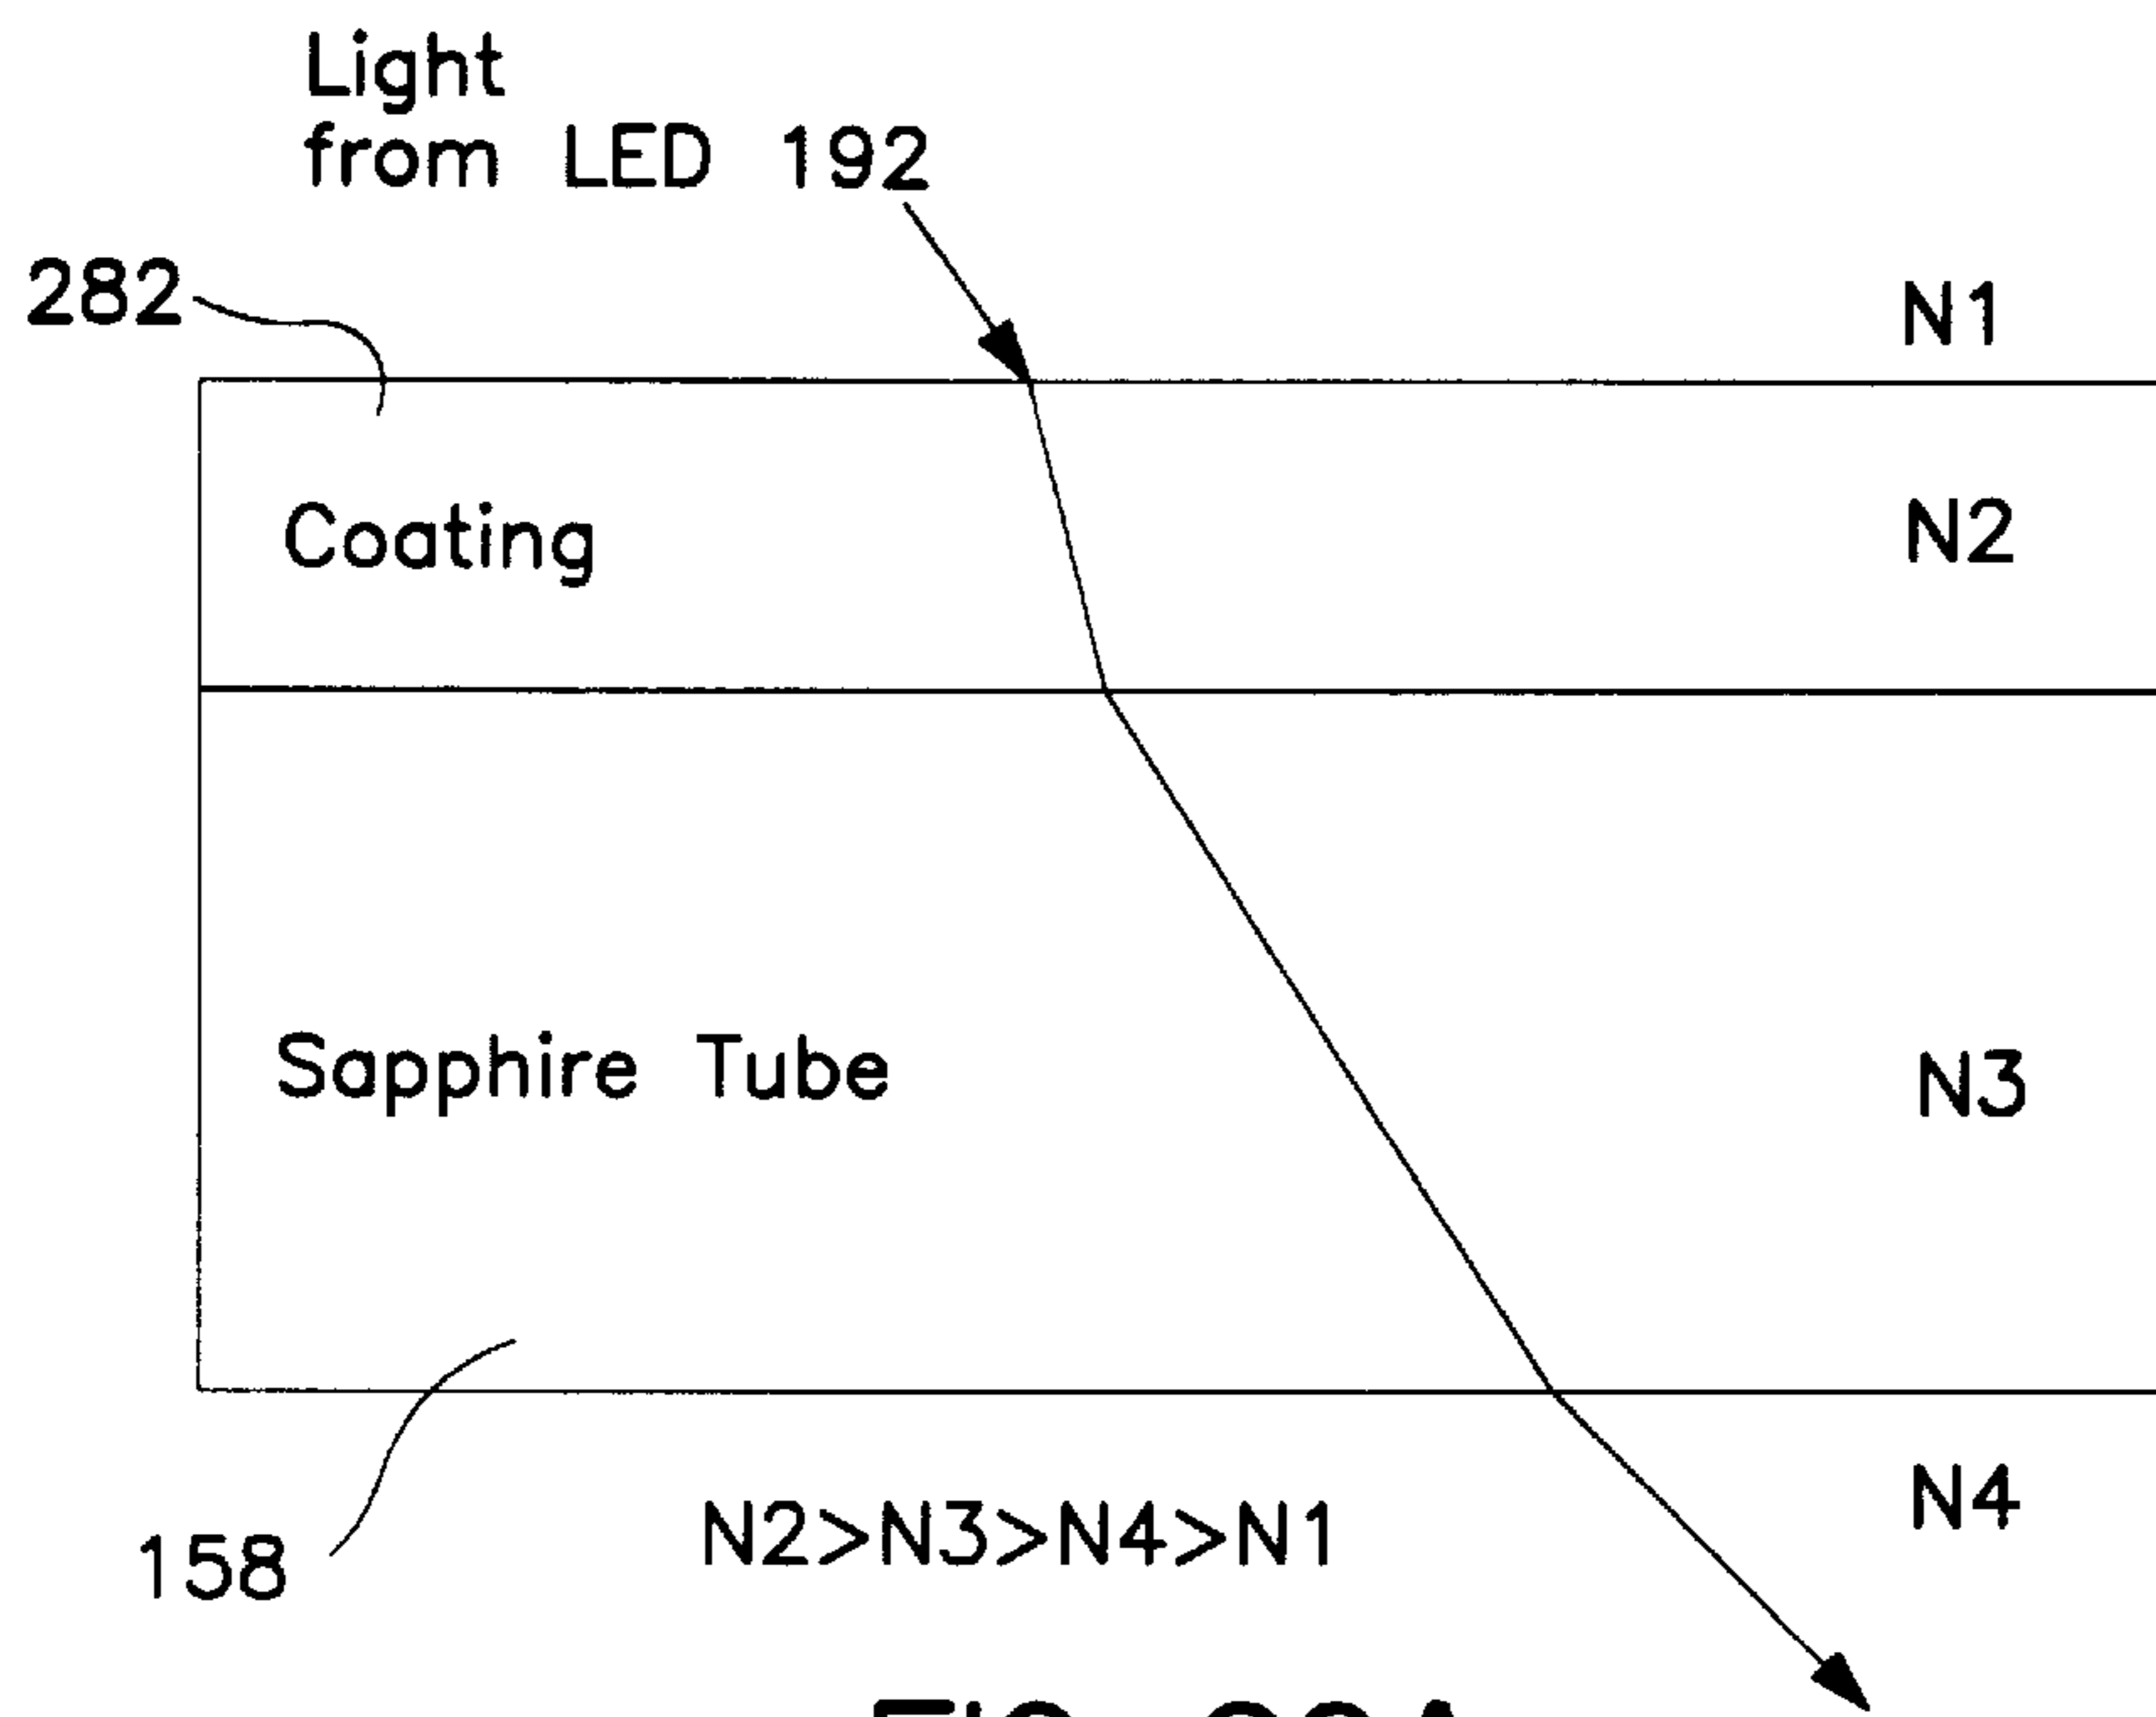 Light
from LED 192
282
N1
Coating
N2
Sapphire Tube
N3
N4
N2>N3>N4>N1
158